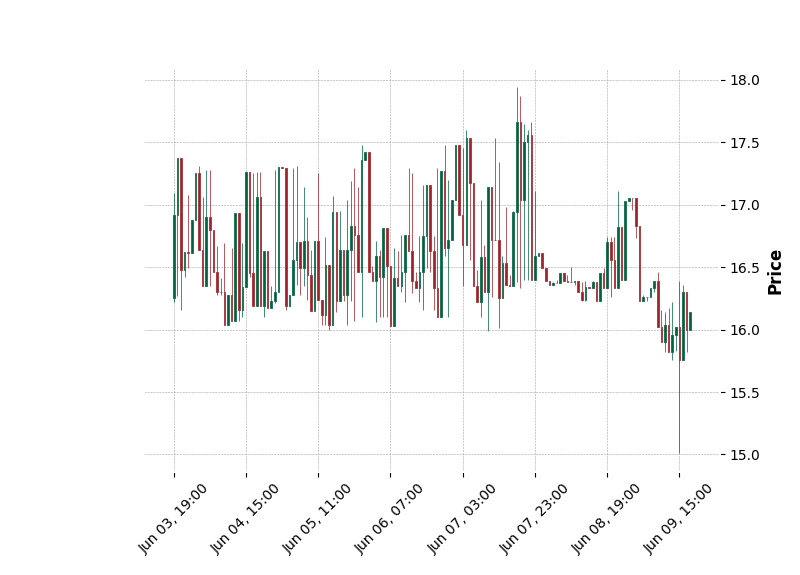 18.0
17.5
17.0
16.5
16.0
15.5
15.0
Price
Jun 03, 19:00
Jun 04, 15:00
Jun 05, 11:00
Jun 06, 07:00
Jun 07, 03:00
Jun 07, 23:00
Jun 08, 19:00
Jun 09, 15:00